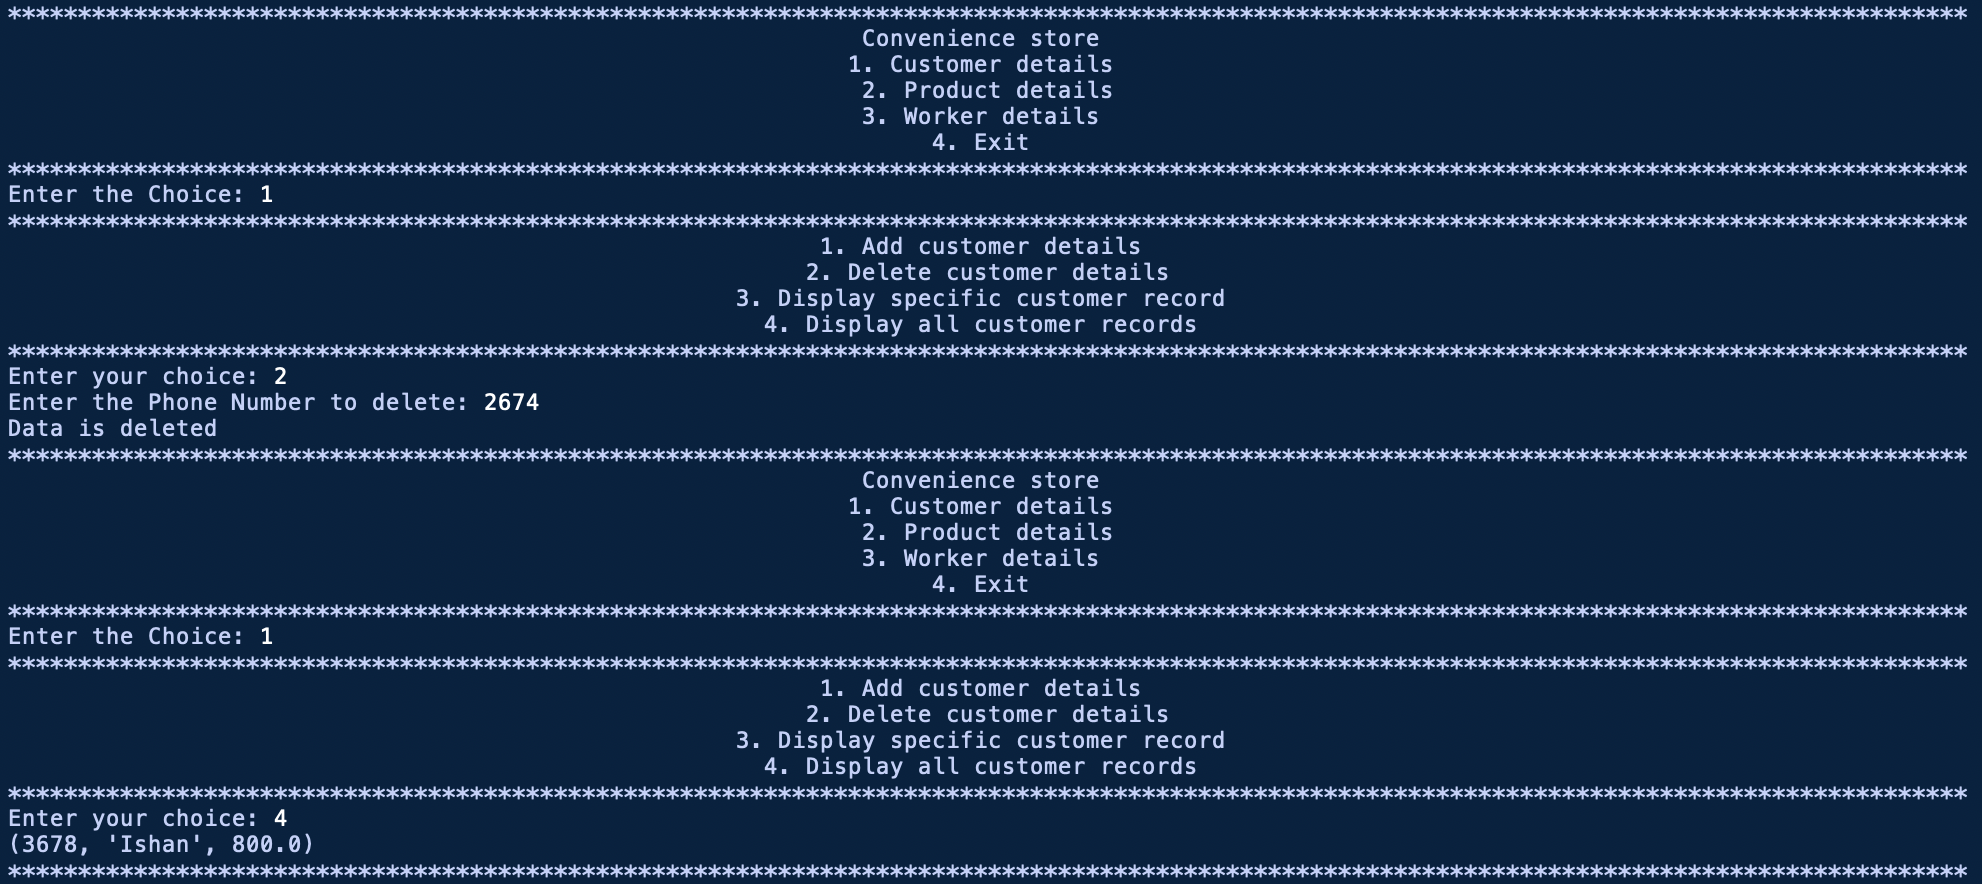 ********************************************************************************************************************************************
Convenience store
1. Customer details
2. Product details
3. Worker details
4. Exit
********************************************************************************************************************************************
Enter the Choice: 1
********************************************************************************************************************************************
1. Add customer details
2. Delete customer details
3. Display specific customer record
4. Display all customer records
********************************************************************************************************************************************
Enter your choice: 2
Enter the Phone Number to delete: 2674
Data is deleted
********************************************************************************************************************************************
Convenience store
1. Customer details
2. Product details
3. Worker details
4. Exit
********************************************************************************************************************************************
Enter the Choice: 1
********************************************************************************************************************************************
1. Add customer details
2. Delete customer details
3. Display specific customer record
4. Display all customer records
********************************************************************************************************************************************
Enter your choice: 4
(3678, 'Ishan', 800.0)
********************************************************************************************************************************************